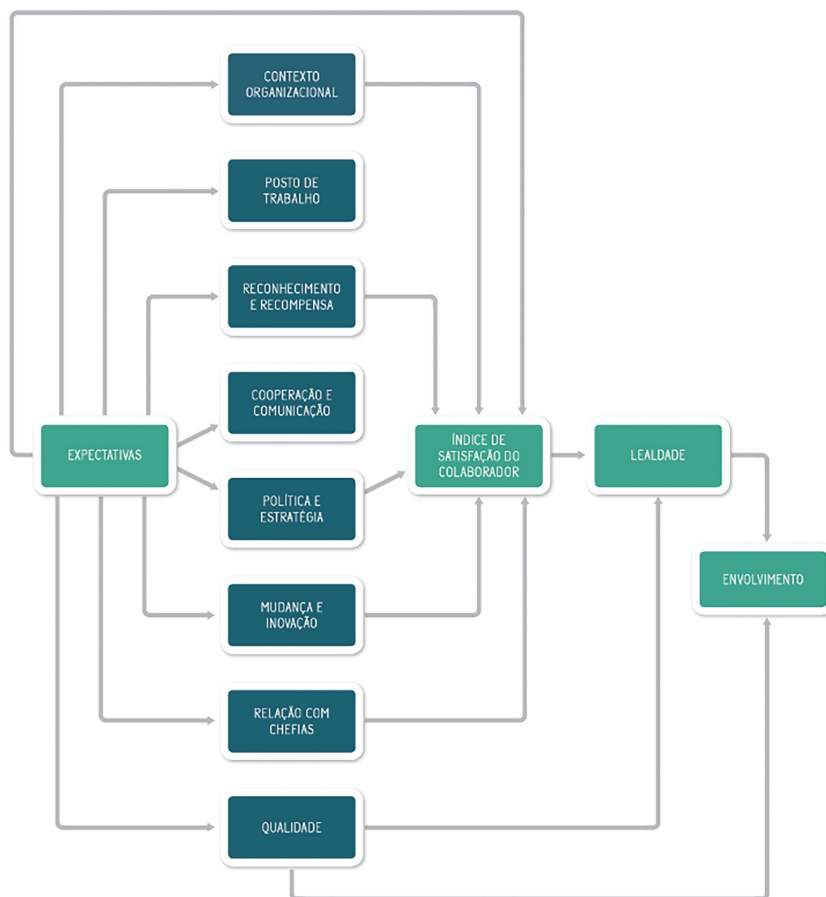 CONTEXTO
ORGANIZACIONAL
POSTO DE
TRABALHO
RECONHECIMENTO
E RECOMPENSA
COOPERAÇÃO E
COMUNICAÇÃO
EXPECTATIVAS
ÍNDICE DE
SATISFAÇÃO DO
COLABORADOR
LEALDADE
POLÍTICA E
ESTRATÉGIA
ENVOLVIMENTO
MUDANÇA E
INOVAÇÃO
RELAÇÃO COM
CHEFIAS
QUALIDADE